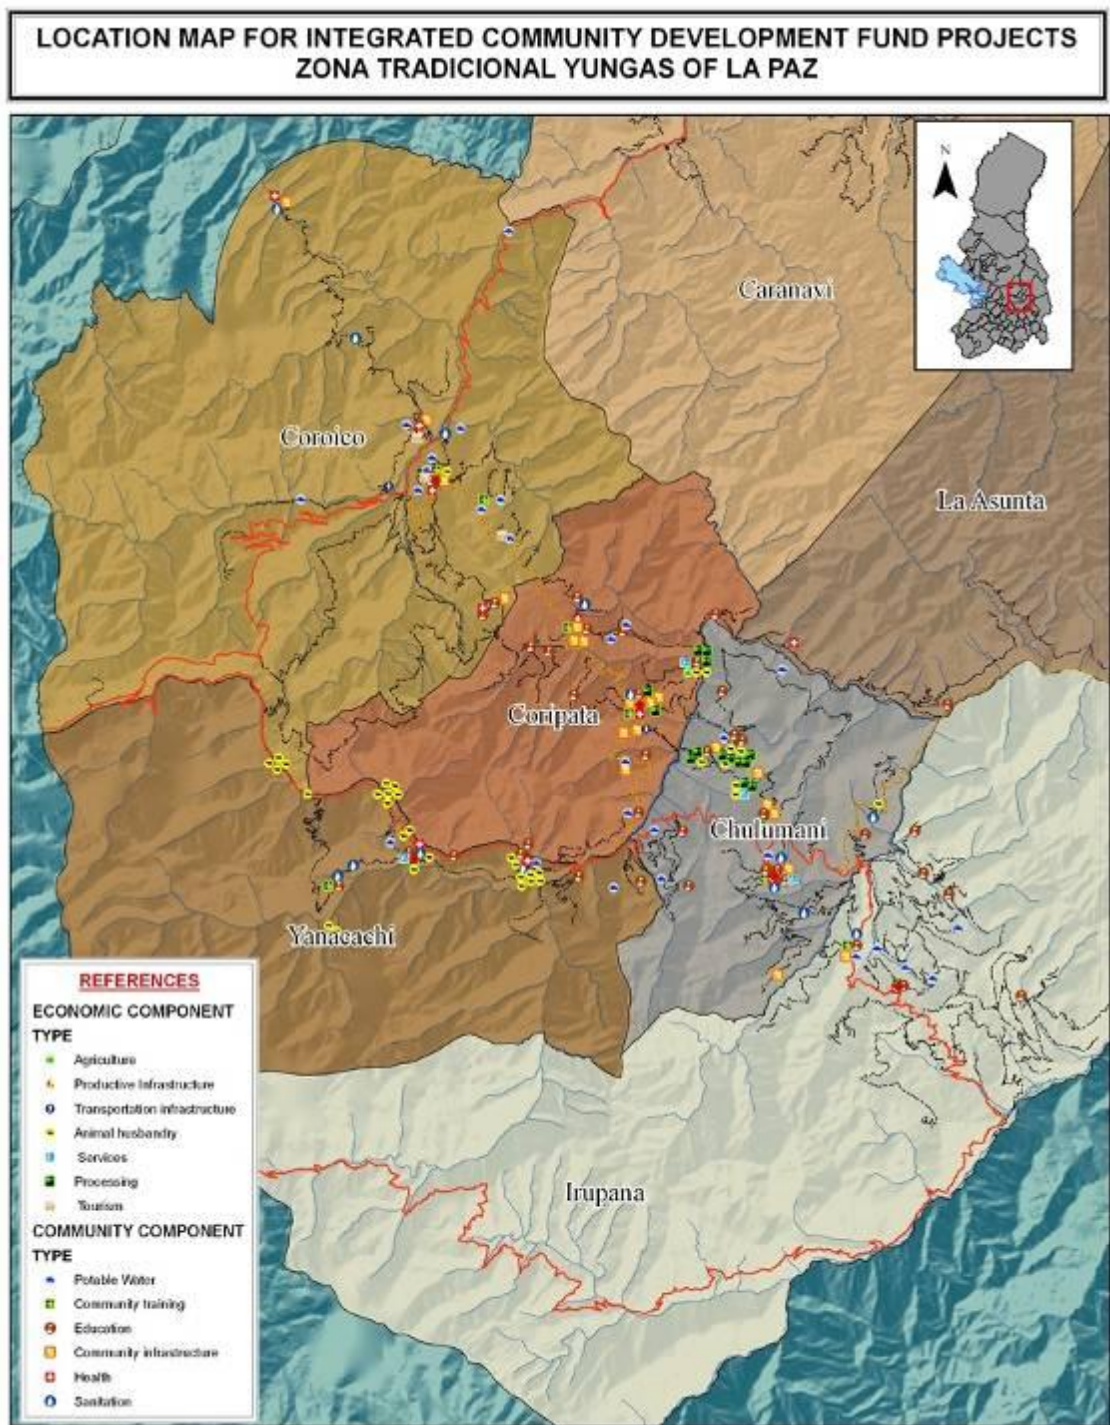 LOCATION MAP FOR INTEGRATED COMMUNITY DEVELOPMENT FUND PROJECTS
ZONA TRADICIONAL YUNGAS OF LA PAZ
N
Caranavi
Coroico
La Asunta
Coripata
Chulumani
Yanacachi
Irupana
REFERENCES
ECONOMIC COMPONENT
TYPE
Agriculture
Productive Infrastructure
Transportation infrastructure
Animal husbandry
Services
Processing
Tourism
COMMUNITY COMPONENT
TYPE
Potable Water
Community training
Education
Community infrastructure
Health
Sanitation